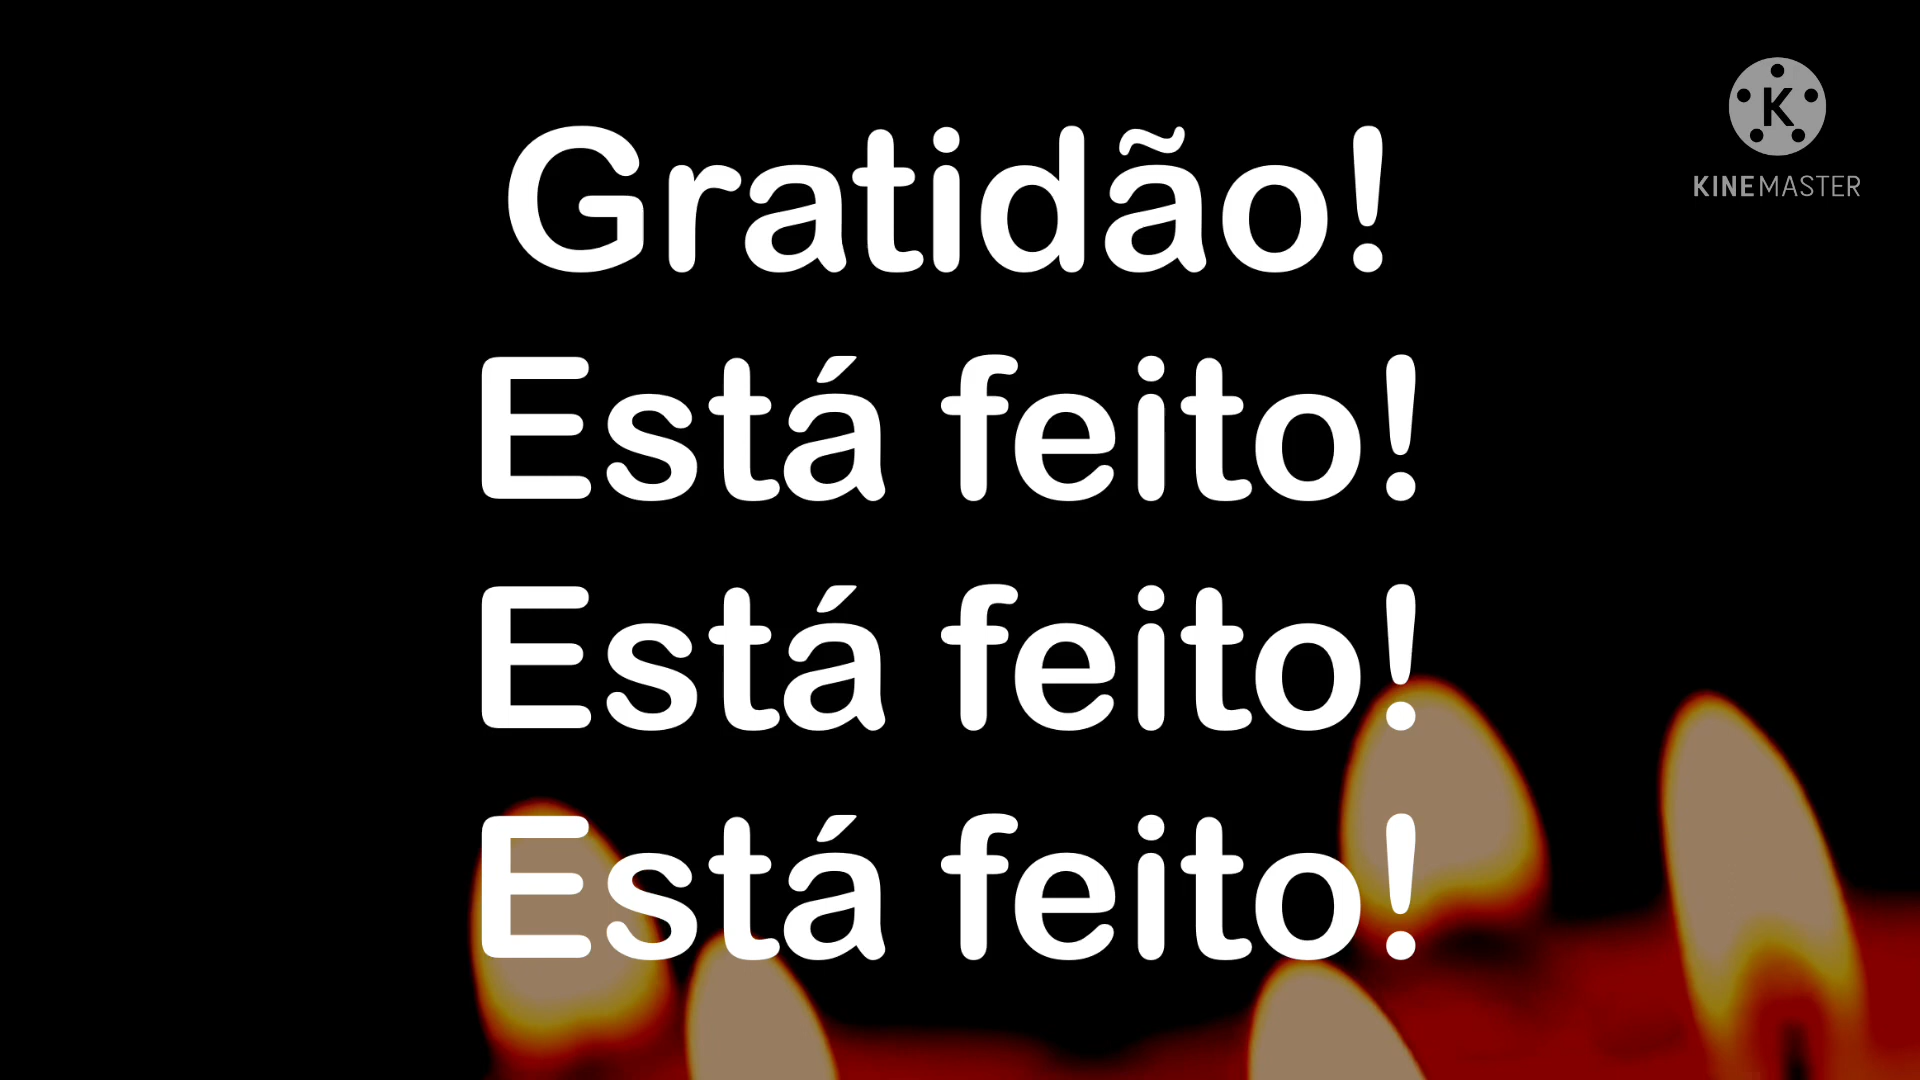 Gratidão!
Está feito!
Está feito!
Está feito!
K
KINEMASTER